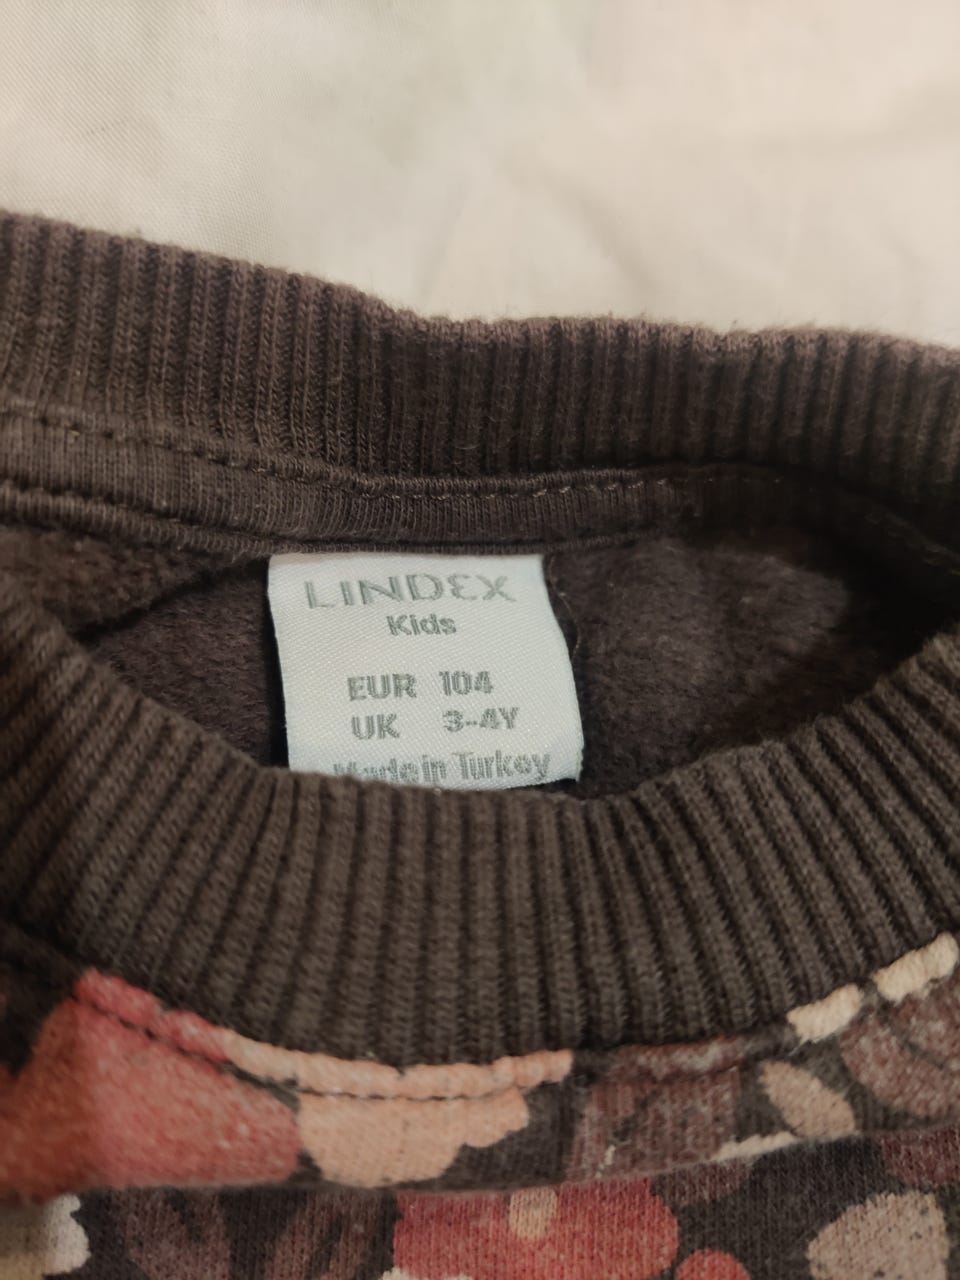 LINDEX
Kids
EUR 104
UK 3-4Y
Made in Turkey